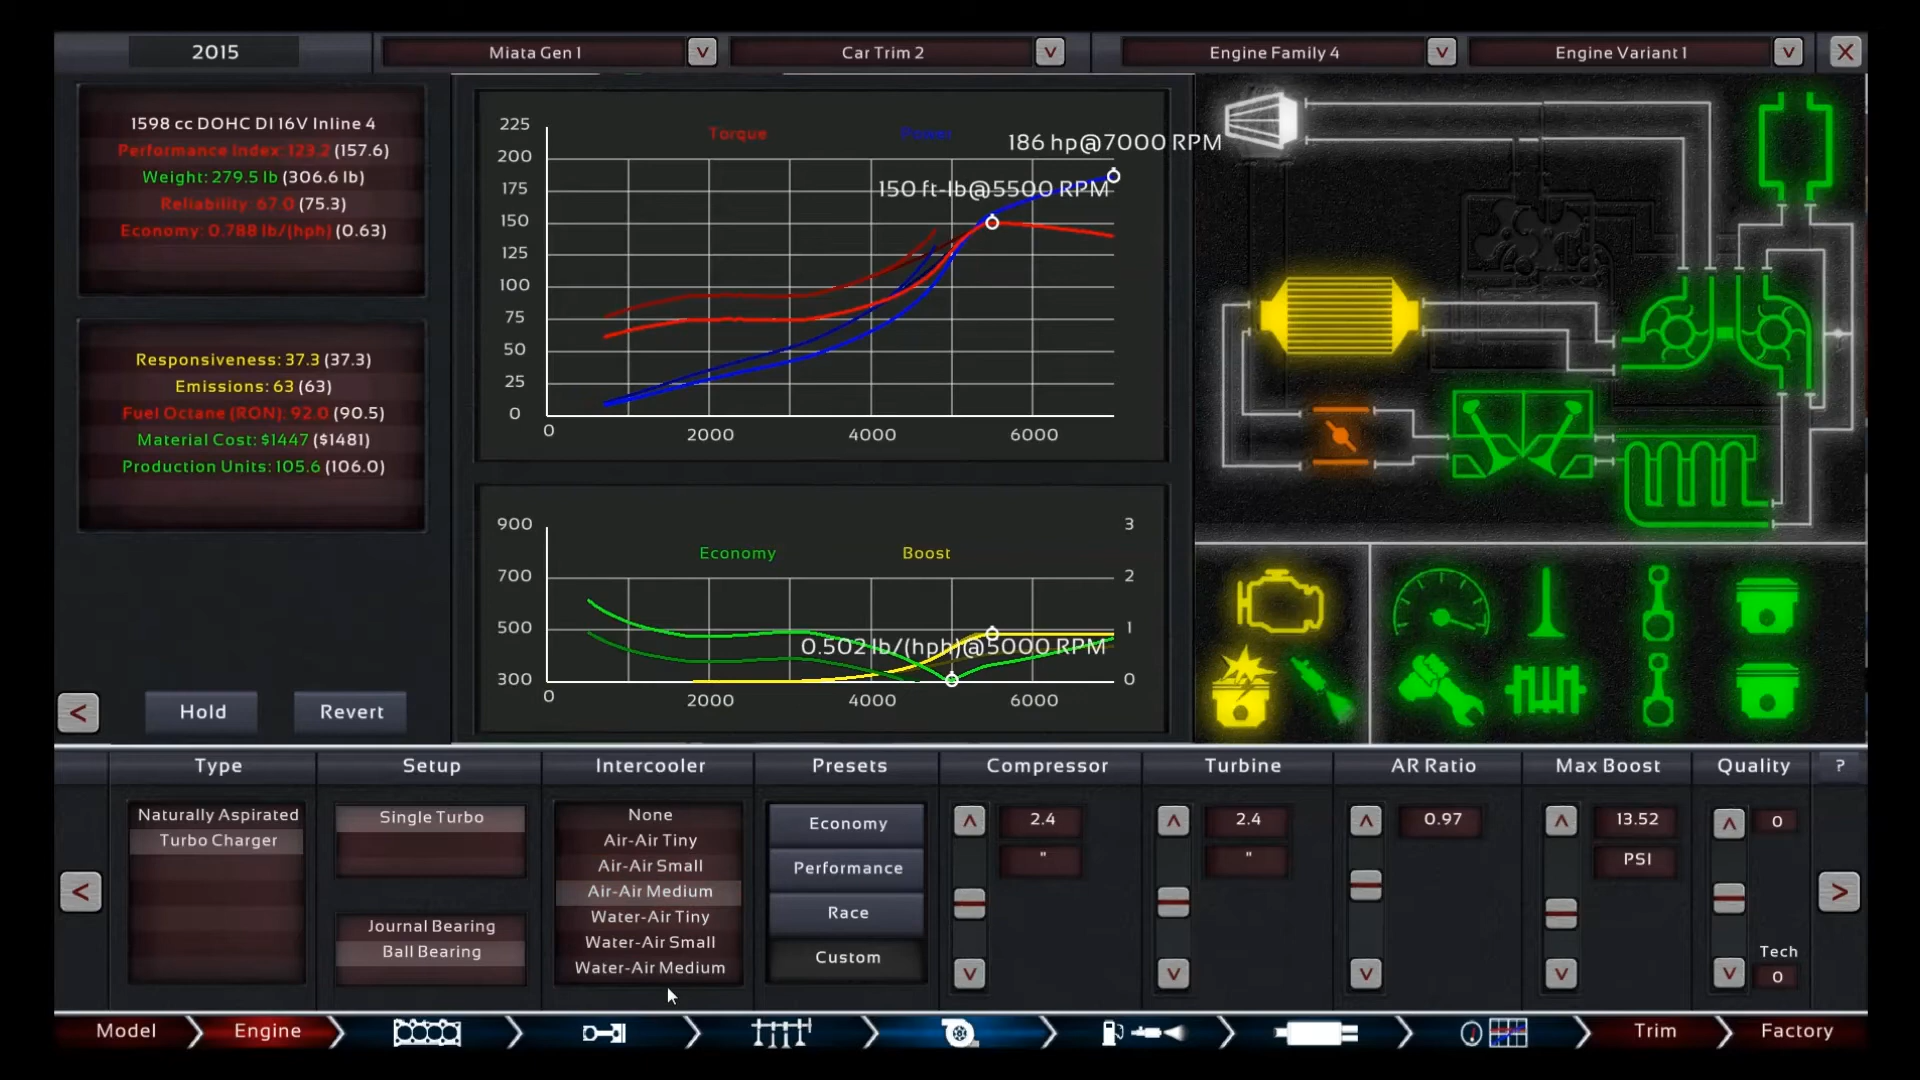 2015
Miata Gen 1
Car Trim 2
Engine Family 4
Engine Variant 1
1598 cc DOHC DI 16V Inline 4
Performance Index: 123.2 (157.6)
Weight: 279.5 lb (306.6 lb)
Reliability: 67.0 (75.3)
Economy: 0.788 lb/(hph) (0.63)
Responsiveness: 37.3 (37.3)
Emissions: 63 (63)
Fuel Octane (RON): 92.0 (90.5)
Material Cost: $1447 ($1481)
Production Units: 105.6 (106.0)
Hold
Revert
225
200
175
150
125
100
75
50
25
0
0
2000
4000
6000
Torque
Power
186 hp@7000 RPM
150 ft-lb@5500 RPM
900
700
500
300
3
2
1
0
0
2000
4000
6000
Economy
Boost
0.502 lb/(hph)@5000 RPM
Type
Naturally Aspirated
Turbo Charger
Setup
Single Turbo
Journal Bearing
Ball Bearing
Intercooler
None
Air-Air Tiny
Air-Air Small
Air-Air Medium
Water-Air Tiny
Water-Air Small
Water-Air Medium
Presets
Economy
Performance
Race
Custom
Compressor
2.4
"
Turbine
2.4
"
AR Ratio
0.97
Max Boost
13.52
PSI
Quality
0
Tech
0
?
Model
Engine
Trim
Factory